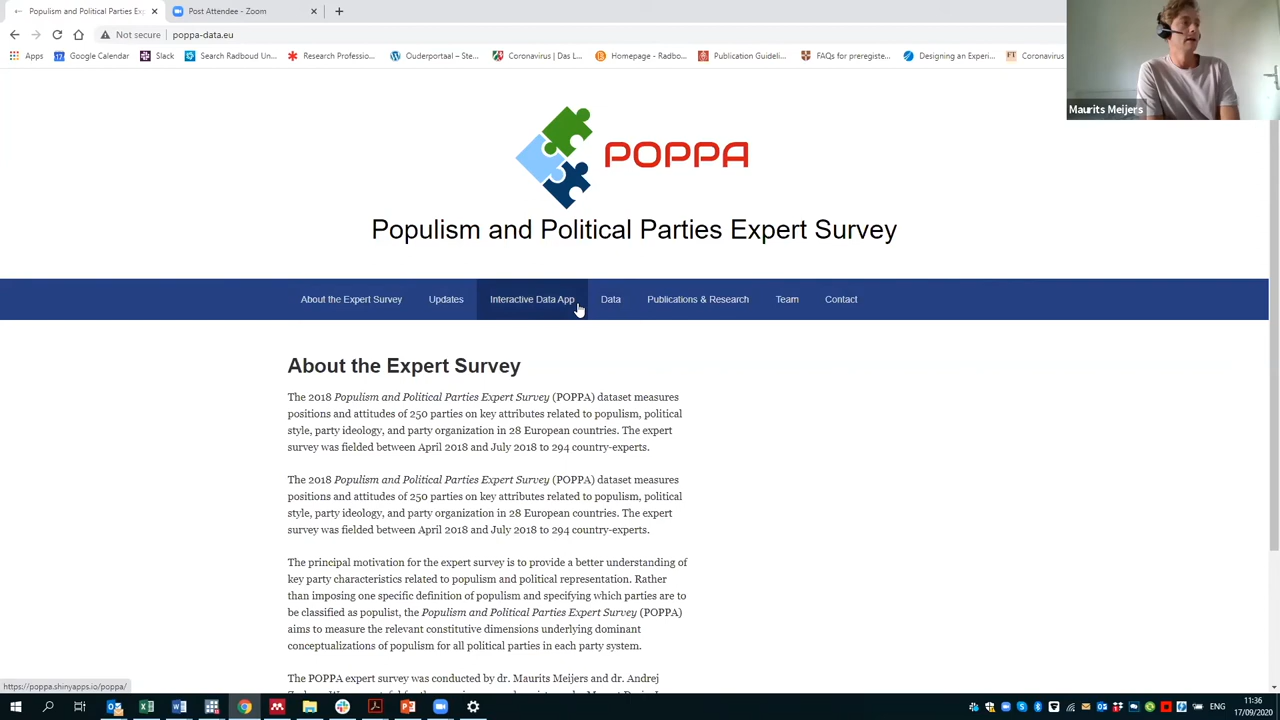 Populism and Political Parties Ex
Post Attendee - Zoom
Not secure
poppa-data.eu
Apps
Google Calendar
Slack
Search Radboud Un...
Research Professio...
Ouderportaal – Ste...
Coronavirus | Das L...
Homepage - Radbo...
Publication Guideli...
FAQs for preregiste...
Designing an Experi...
Coronavirus
Maurits Meijers
POPPA
Populism and Political Parties Expert Survey
About the Expert Survey
Updates
Interactive Data App
Data
Publications & Research
Team
Contact
About the Expert Survey
The 2018 Populism and Political Parties Expert Survey (POPPA) dataset measures
positions and attitudes of 250 parties on key attributes related to populism, political
style, party ideology, and party organization in 28 European countries. The expert
survey was fielded between April 2018 and July 2018 to 294 country-experts.
The 2018 Populism and Political Parties Expert Survey (POPPA) dataset measures
positions and attitudes of 250 parties on key attributes related to populism, political
style, party ideology, and party organization in 28 European countries. The expert
survey was fielded between April 2018 and July 2018 to 294 country-experts.
The principal motivation for the expert survey is to provide a better understanding of
key party characteristics related to populism and political representation. Rather
than imposing one specific definition of populism and specifying which parties are to
be classified as populist, the Populism and Political Parties Expert Survey (POPPA)
aims to measure the relevant constitutive dimensions underlying dominant
conceptualizations of populism for all political parties in each party system.
The POPPA expert survey was conducted by dr. Maurits Meijers and dr. Andrej
https://poppa.shinyapps.io/poppa/
ENG
11:36
17/09/2020